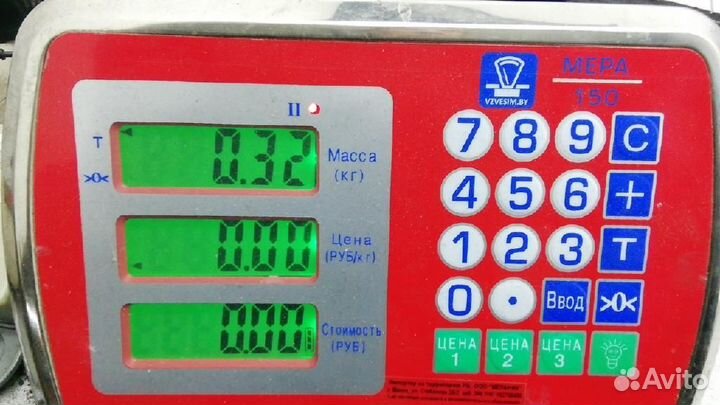 МЕРА
150
VZVESIM.BY
II
T
>0<
0.32
Масса
(кг)
0.00
Цена
(РУБ/кг)
0.00
Стоимость
(РУБ)
7 8 9 C
4 5 6 +
1 2 3 T
0 . Ввод >0<
ЦЕНА 1
ЦЕНА 2
ЦЕНА 3
Avito